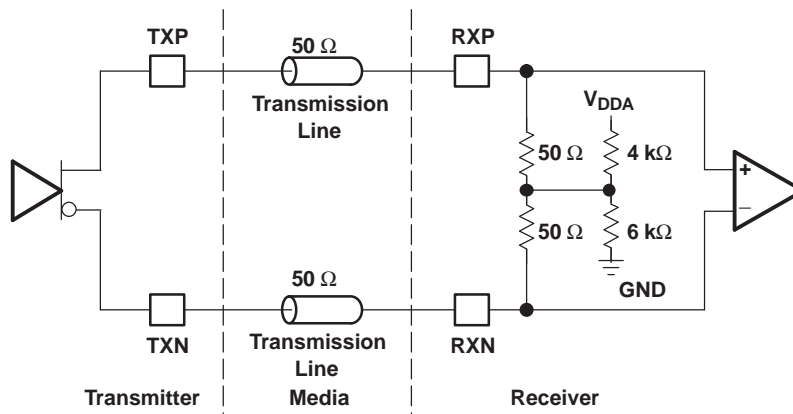 TXP
50 Ω
RXP
Transmission
Line
V_DDA
50 Ω
4 kΩ
+
50 Ω
6 kΩ
−
GND
50 Ω
TXN
Transmission
Line
RXN
Transmitter
Media
Receiver